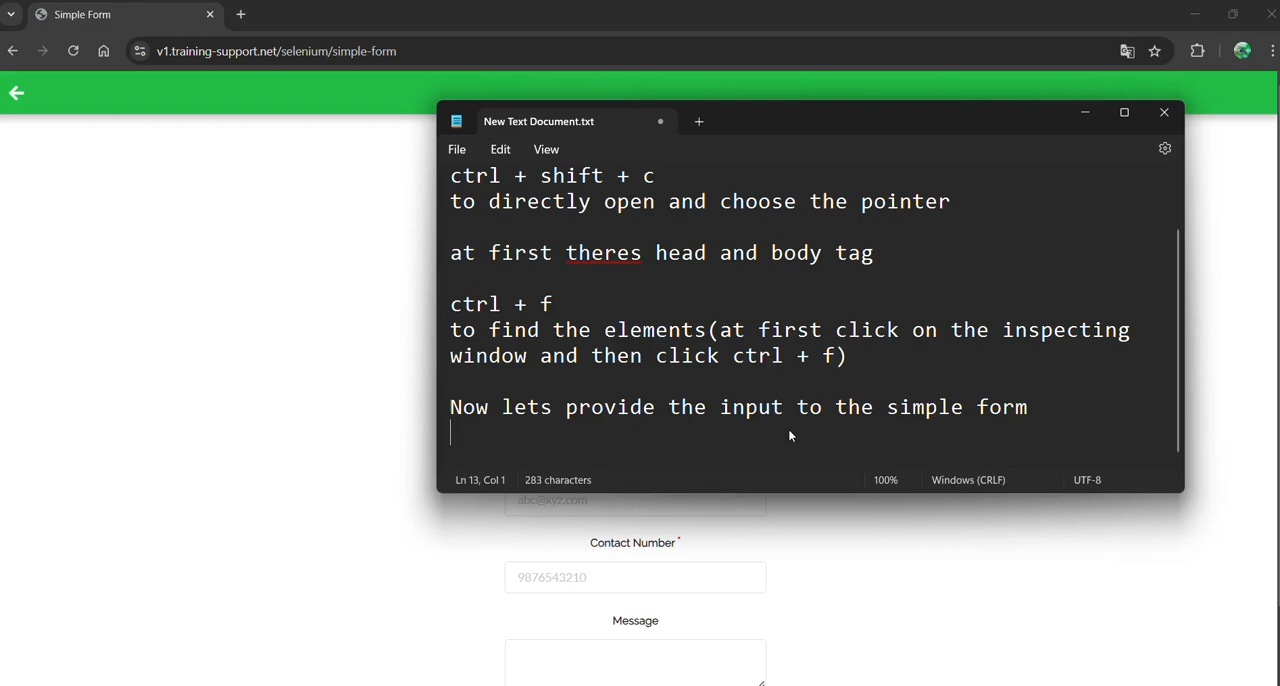 Simple Form
v1.training-support.net/selenium/simple-form
New Text Document.txt
File Edit View
ctrl + shift + c
to directly open and choose the pointer
at first theres head and body tag
ctrl + f
to find the elements(at first click on the inspecting
window and then click ctrl + f)
Now lets provide the input to the simple form
Ln 13, Col 1 283 characters 100% Windows (CRLF) UTF-8
abc@xyz.com
Contact Number *
9876543210
Message